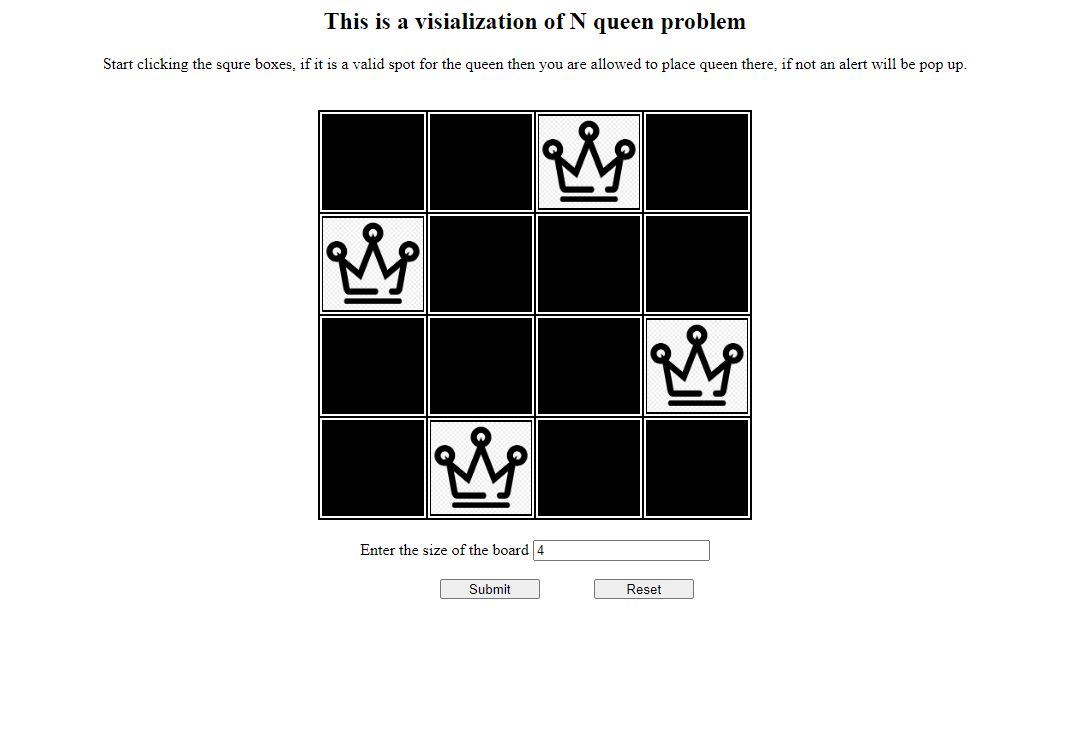 This is a visialization of N queen problem
Start clicking the squre boxes, if it is a valid spot for the queen then you are allowed to place queen there, if not an alert will be pop up.
Enter the size of the board 4
Submit Reset